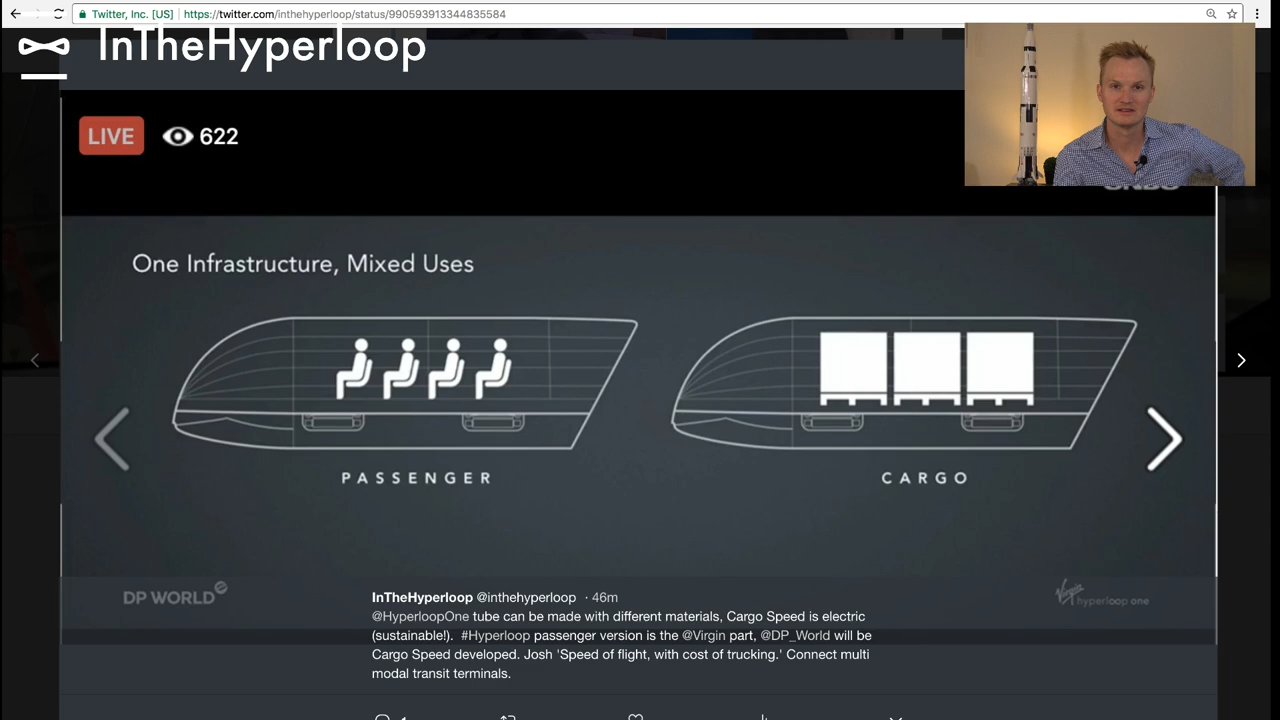 Twitter, Inc. [US]
https://twitter.com/inthehyperloop/status/990593913344835584
InTheHyperloop
LIVE
622
One Infrastructure, Mixed Uses
PASSENGER
CARGO
DP WORLD
Virgin
hyperloop one
InTheHyperloop @inthehyperloop · 46m
@HyperloopOne tube can be made with different materials, Cargo Speed is electric
(sustainable!). #Hyperloop passenger version is the @Virgin part, @DP_World will be
Cargo Speed developed. Josh 'Speed of flight, with cost of trucking.' Connect multi
modal transit terminals.